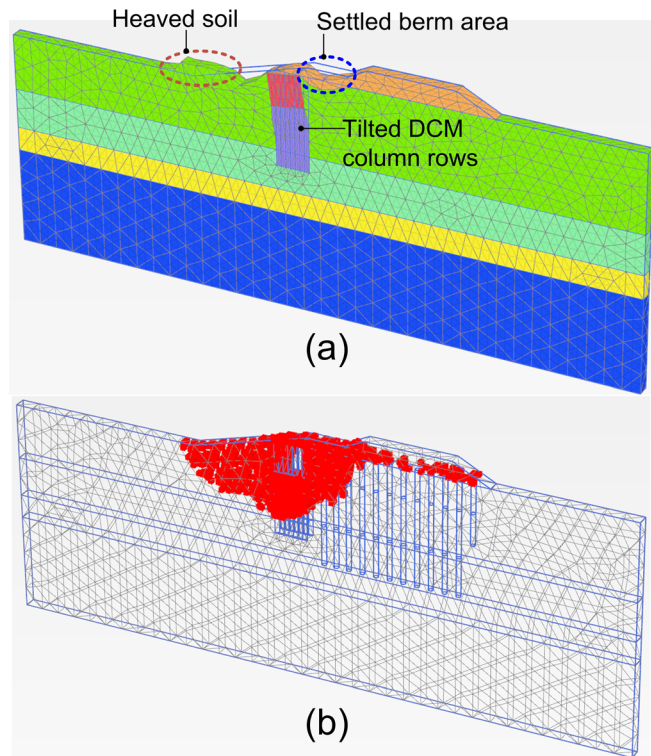 Heaved soil
Settled berm area
Tilted DCM
column rows
(a)
(b)